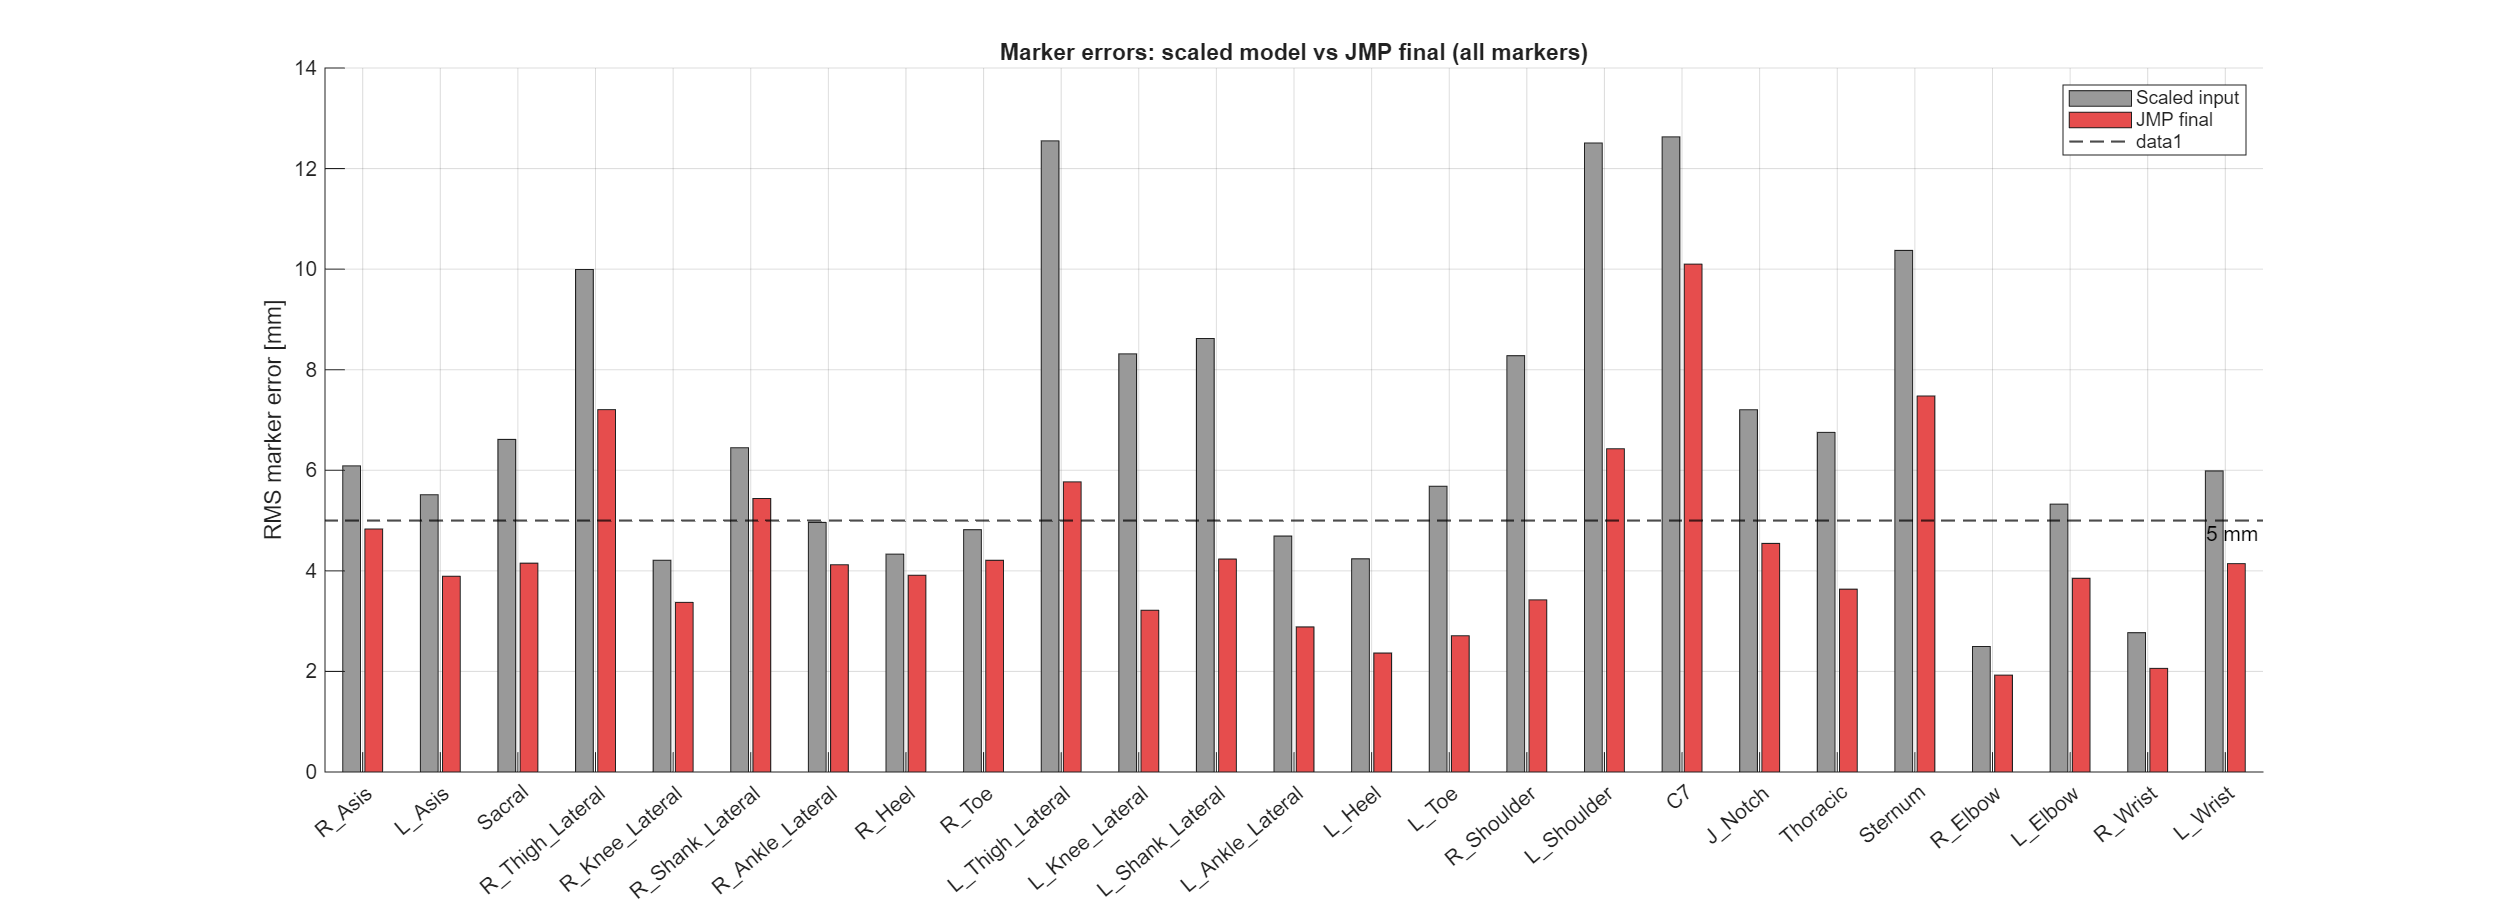 Marker errors: scaled model vs JMP final (all markers)
14
12
10
8
6
4
2
0
RMS marker error [mm]
Scaled input
JMP final
data1
5 mm
R_Asis
L_Asis
Sacral
R_Thigh_Lateral
R_Knee_Lateral
R_Shank_Lateral
R_Ankle_Lateral
R_Heel
R_Toe
L_Thigh_Lateral
L_Knee_Lateral
L_Shank_Lateral
L_Ankle_Lateral
L_Heel
L_Toe
R_Shoulder
L_Shoulder
C7
J_Notch
Thoracic
Sternum
R_Elbow
L_Elbow
R_Wrist
L_Wrist